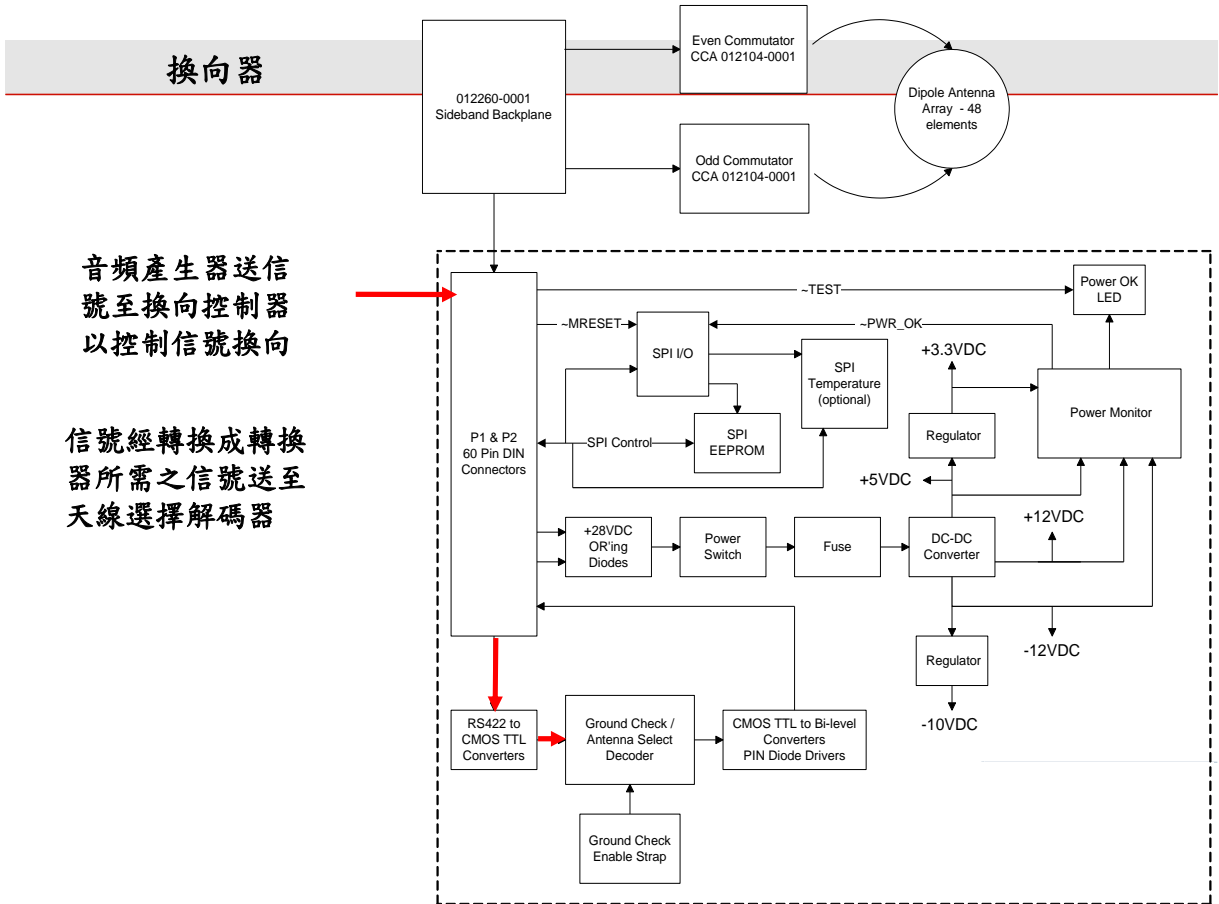 換向器
012260-0001
Sideband Backplane
Even Commutator
CCA 012104-0001
Odd Commutator
CCA 012104-0001
Dipole Antenna
Array - 48
elements
音頻產生器送信
號至換向控制器
以控制信號換向
信號經轉換成轉換
器所需之信號送至
天線選擇解碼器
P1 & P2
60 Pin DIN
Connectors
~TEST
Power OK
LED
~MRESET
SPI I/O
~PWR_OK
SPI
Temperature
(optional)
+3.3VDC
Power Monitor
SPI Control
SPI
EEPROM
Regulator
+5VDC
+12VDC
+28VDC
OR'ing
Diodes
Power
Switch
Fuse
DC-DC
Converter
-12VDC
Regulator
-10VDC
RS422 to
CMOS TTL
Converters
Ground Check /
Antenna Select
Decoder
CMOS TTL to Bi-level
Converters
PIN Diode Drivers
Ground Check
Enable Strap